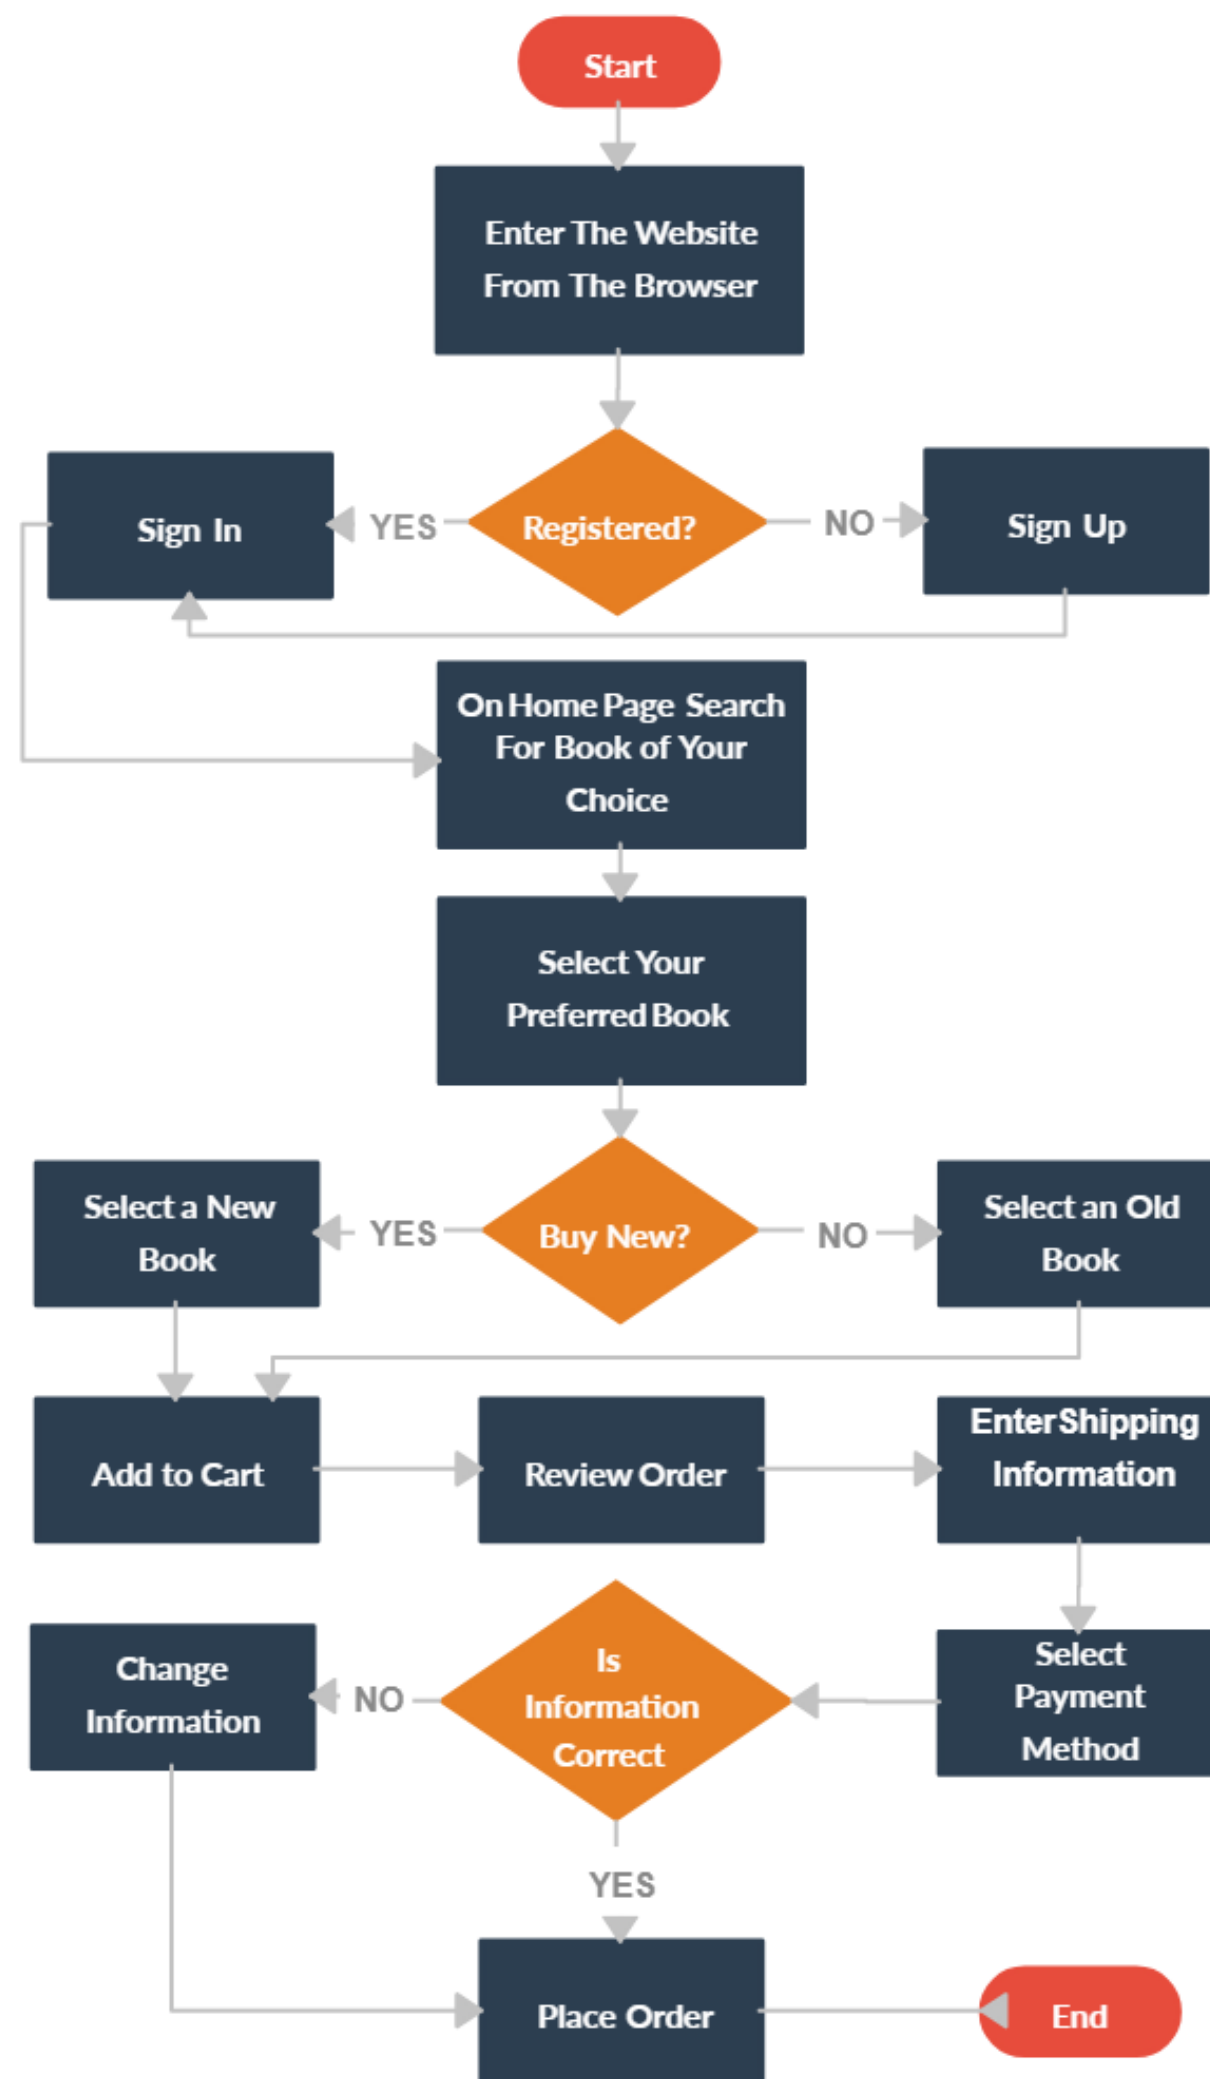 Start
Enter The Website
From The Browser
Sign In
YES
Registered?
NO
Sign Up
On Home Page Search
For Book of Your
Choice
Select Your
Preferred Book
Select a New
Book
YES
Buy New?
NO
Select an Old
Book
Add to Cart
Review Order
Enter Shipping
Information
Change
Information
NO
Is
Information
Correct
Select
Payment
Method
YES
Place Order
End